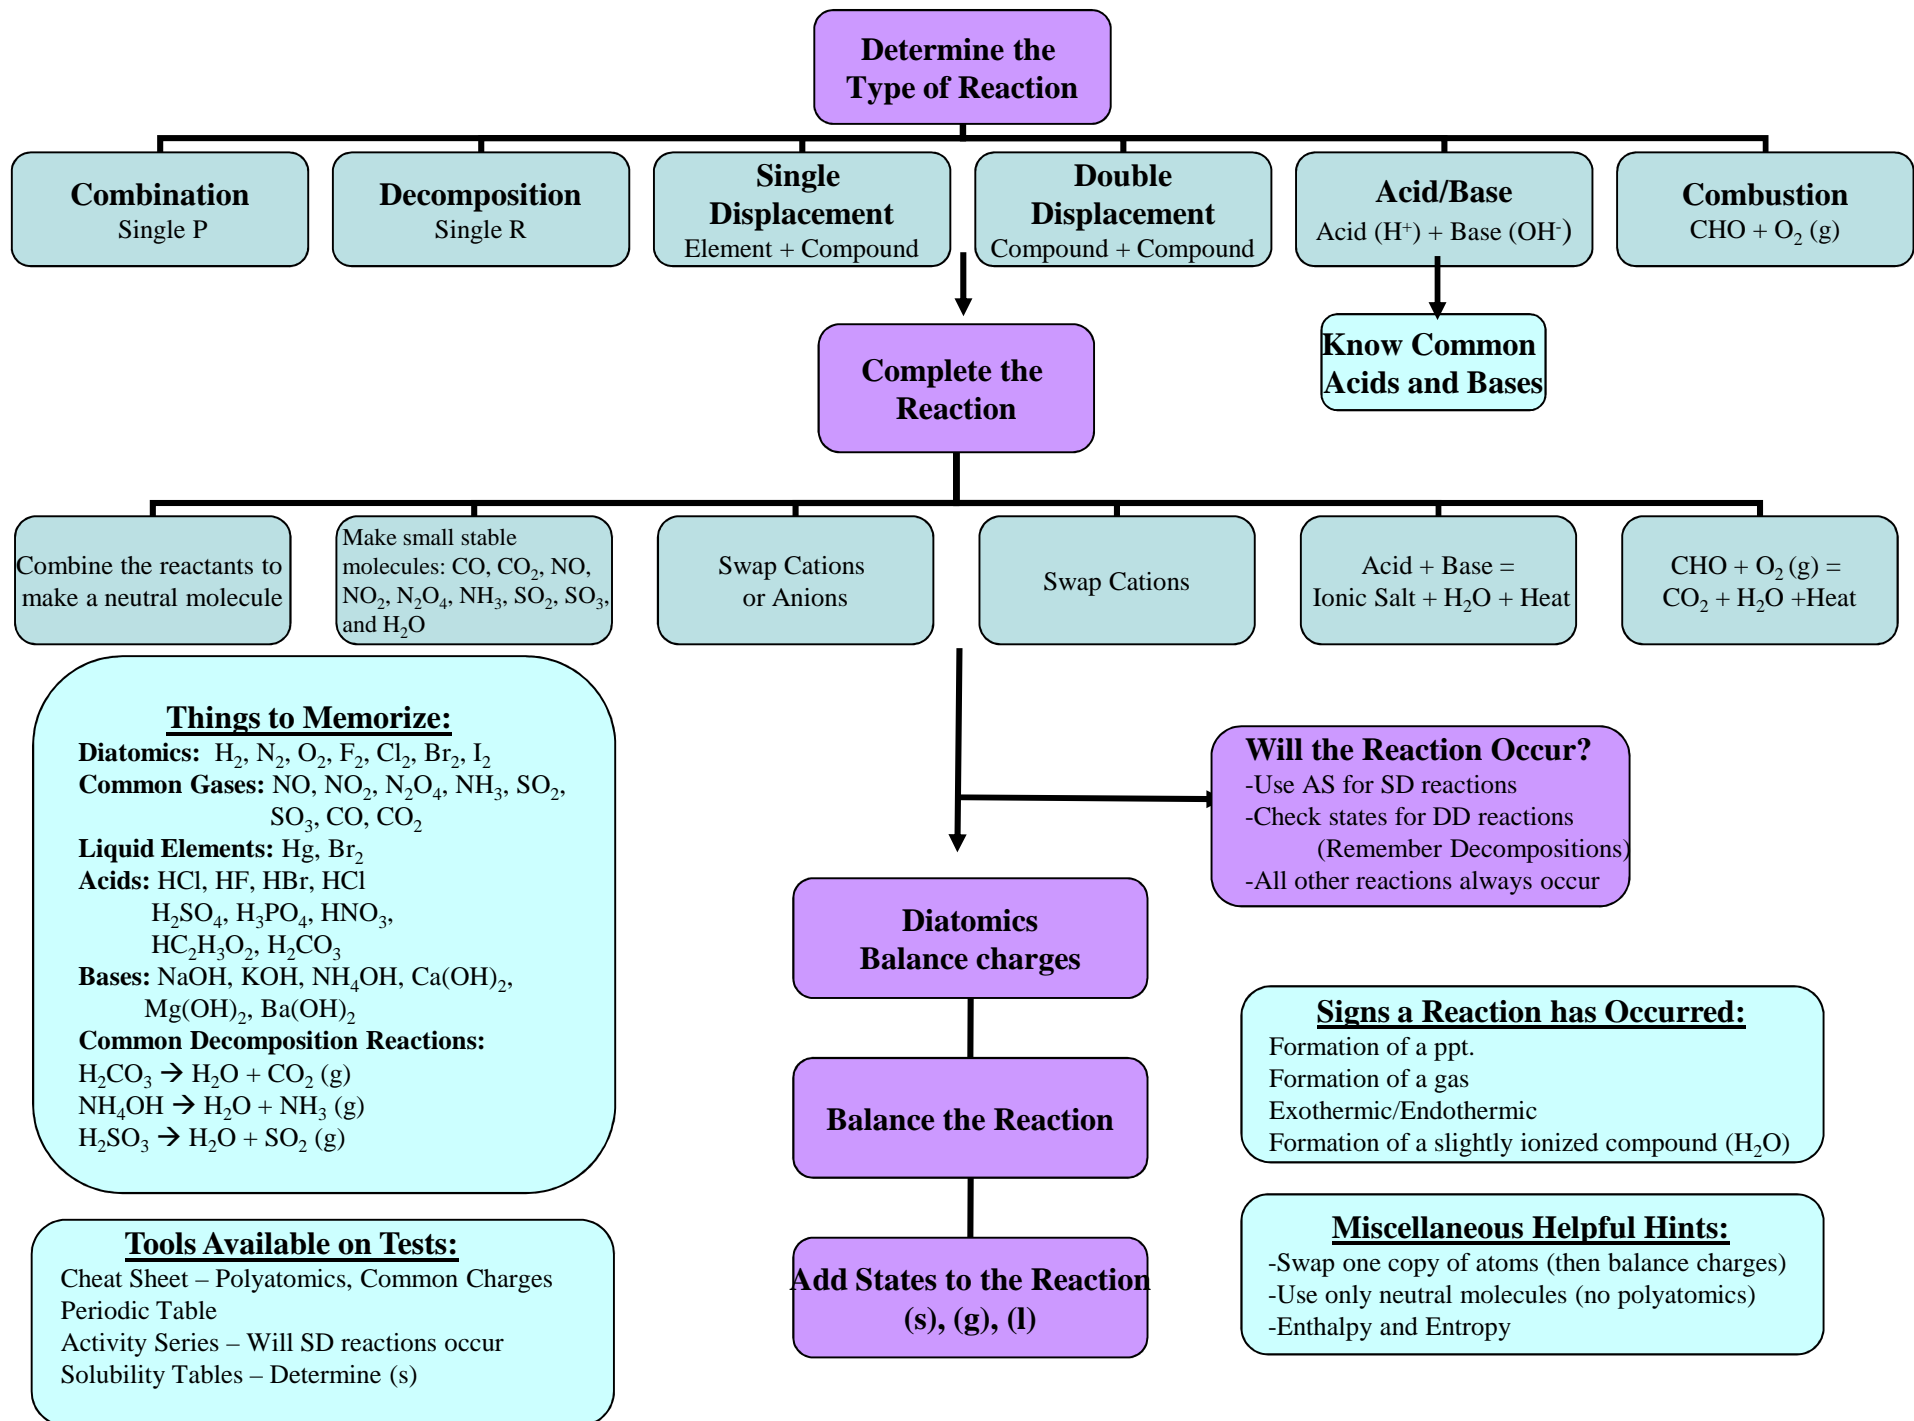 Determine the
Type of Reaction
Combination
Single P
Decomposition
Single R
Single
Displacement
Element + Compound
Double
Displacement
Compound + Compound
Acid/Base
Acid (H⁺) + Base (OH⁻)
Combustion
CHO + O₂ (g)
Know Common
Acids and Bases
Complete the
Reaction
Combine the reactants to
make a neutral molecule
Make small stable
molecules: CO, CO₂, NO,
NO₂, N₂O₄, NH₃, SO₂, SO₃,
and H₂O
Swap Cations
or Anions
Swap Cations
Acid + Base =
Ionic Salt + H₂O + Heat
CHO + O₂ (g) =
CO₂ + H₂O +Heat
Things to Memorize:
Diatomics: H₂, N₂, O₂, F₂, Cl₂, Br₂, I₂
Common Gases: NO, NO₂, N₂O₄, NH₃, SO₂,
SO₃, CO, CO₂
Liquid Elements: Hg, Br₂
Acids: HCl, HF, HBr, HCl
H₂SO₄, H₃PO₄, HNO₃,
HC₂H₃O₂, H₂CO₃
Bases: NaOH, KOH, NH₄OH, Ca(OH)₂,
Mg(OH)₂, Ba(OH)₂
Common Decomposition Reactions:
H₂CO₃ → H₂O + CO₂ (g)
NH₄OH → H₂O + NH₃ (g)
H₂SO₃ → H₂O + SO₂ (g)
Will the Reaction Occur?
-Use AS for SD reactions
-Check states for DD reactions
(Remember Decompositions)
-All other reactions always occur
Diatomics
Balance charges
Balance the Reaction
Add States to the Reaction
(s), (g), (l)
Signs a Reaction has Occurred:
Formation of a ppt.
Formation of a gas
Exothermic/Endothermic
Formation of a slightly ionized compound (H₂O)
Tools Available on Tests:
Cheat Sheet – Polyatomics, Common Charges
Periodic Table
Activity Series – Will SD reactions occur
Solubility Tables – Determine (s)
Miscellaneous Helpful Hints:
-Swap one copy of atoms (then balance charges)
-Use only neutral molecules (no polyatomics)
-Enthalpy and Entropy